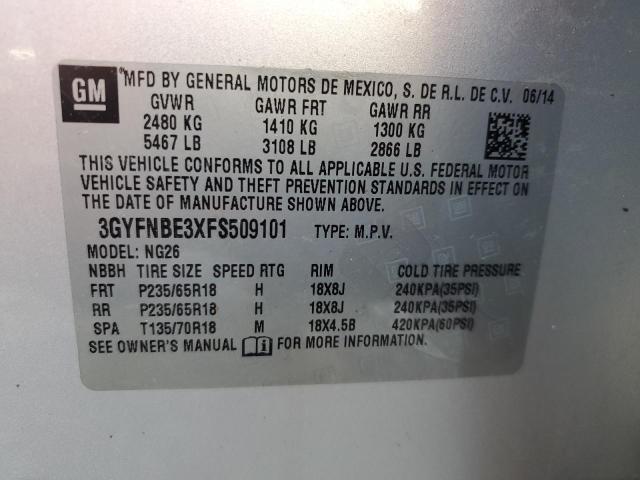 GM
MFD BY GENERAL MOTORS DE MEXICO, S. DE R.L. DE C.V. 06/14
GVWR GAWR FRT GAWR RR
2480 KG 1410 KG 1300 KG
5467 LB 3108 LB 2866 LB
THIS VEHICLE CONFORMS TO ALL APPLICABLE U.S. FEDERAL MOTOR
VEHICLE SAFETY AND THEFT PREVENTION STANDARDS IN EFFECT ON
THE DATE OF MANUFACTURE SHOWN ABOVE.
3GYFNBE3XFS509101 TYPE: M.P.V.
MODEL: NG26
NBBH TIRE SIZE SPEED RTG RIM COLD TIRE PRESSURE
FRT P235/65R18 H 18X8J 240KPA(35PSI)
RR P235/65R18 H 18X8J 240KPA(35PSI)
SPA T135/70R18 M 18X4.5B 420KPA(60PSI)
SEE OWNER'S MANUAL FOR MORE INFORMATION.